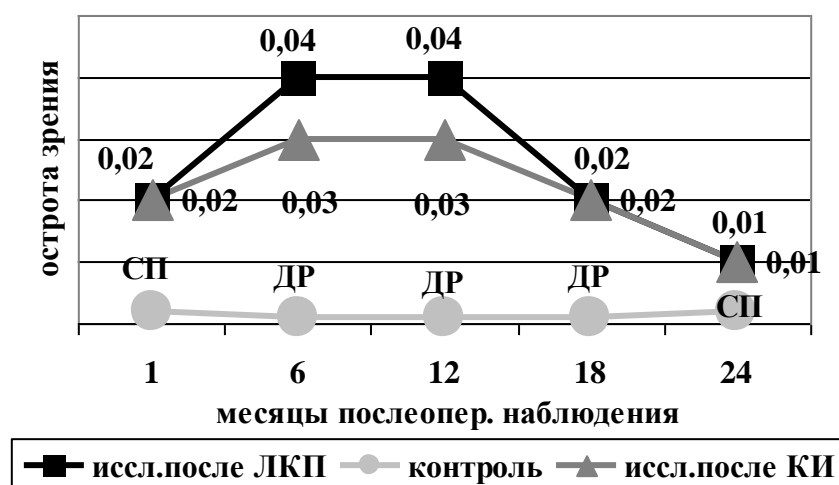 0,04 0,04
0,02 0,02
0,02 0,03 0,03 0,02
0,01
0,01
СП ДР ДР ДР СП
острота зрения
1 6 12 18 24
месяцы послеопер. наблюдения
иссл.после ЛКП контроль иссл.после КИ